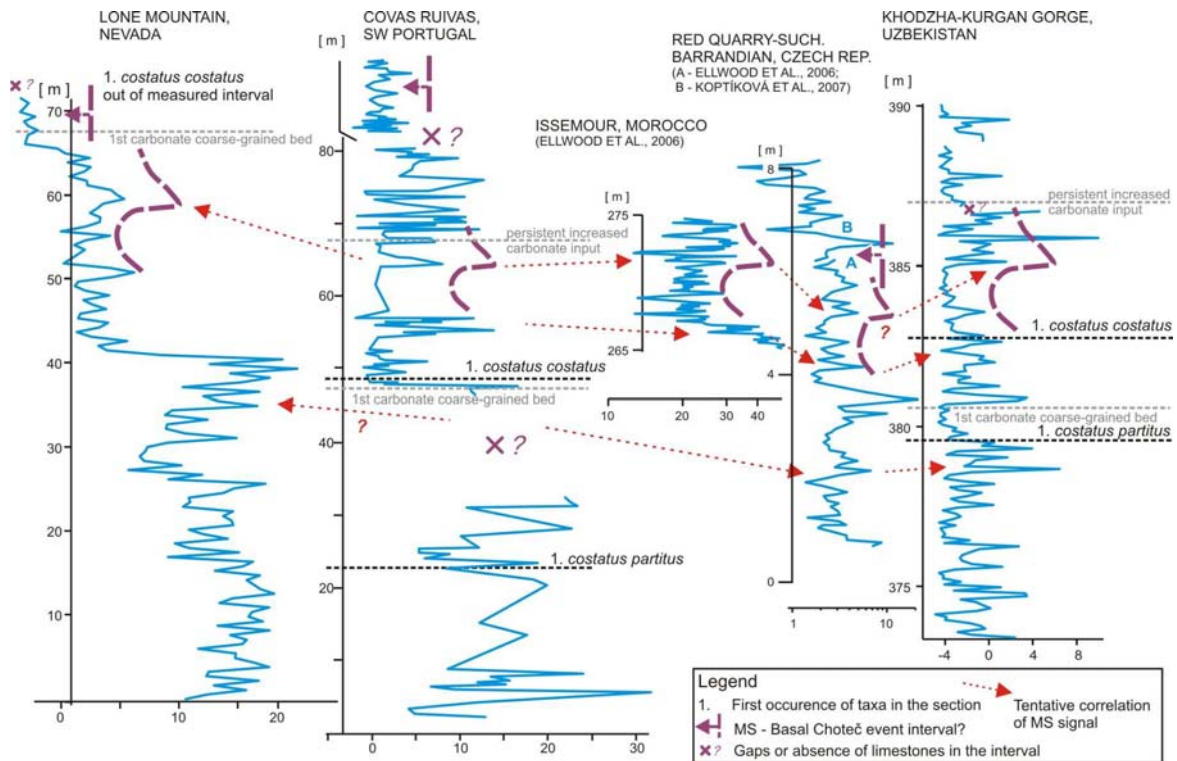 LONE MOUNTAIN,
NEVADA
COVAS RUIVAS,
SW PORTUGAL
KHODZHA-KURGAN GORGE,
UZBEKISTAN
RED QUARRY-SUCH.
BARRANDIAN, CZECH REP.
(A - ELLWOOD ET AL., 2006;
B - KOPTÍKOVÁ ET AL., 2007)
ISSEMOUR, MOROCCO
(ELLWOOD ET AL., 2006)
× ? [ m ]
70
60
50
40
30
20
10
0 10 20
1. costatus costatus
out of measured interval
1st carbonate coarse-grained bed
[ m ]
80
60
40
20
0 10 20 30
× ?
persistent increased
carbonate input
1. costatus costatus
1st carbonate coarse-grained bed
?
× ?
1. costatus partitus
[ m ]
275
265
10 20 30 40
[ m ]
8
4
0
1 10
B
A
?
[ m ]
390
385
380
375
-4 0 4 8
persistent increased
× ?
carbonate input
1. costatus costatus
1st carbonate coarse-grained bed
1. costatus partitus
Legend
1. First occurence of taxa in the section
MS - Basal Choteč event interval?
× ? Gaps or absence of limestones in the interval
Tentative correlation
of MS signal